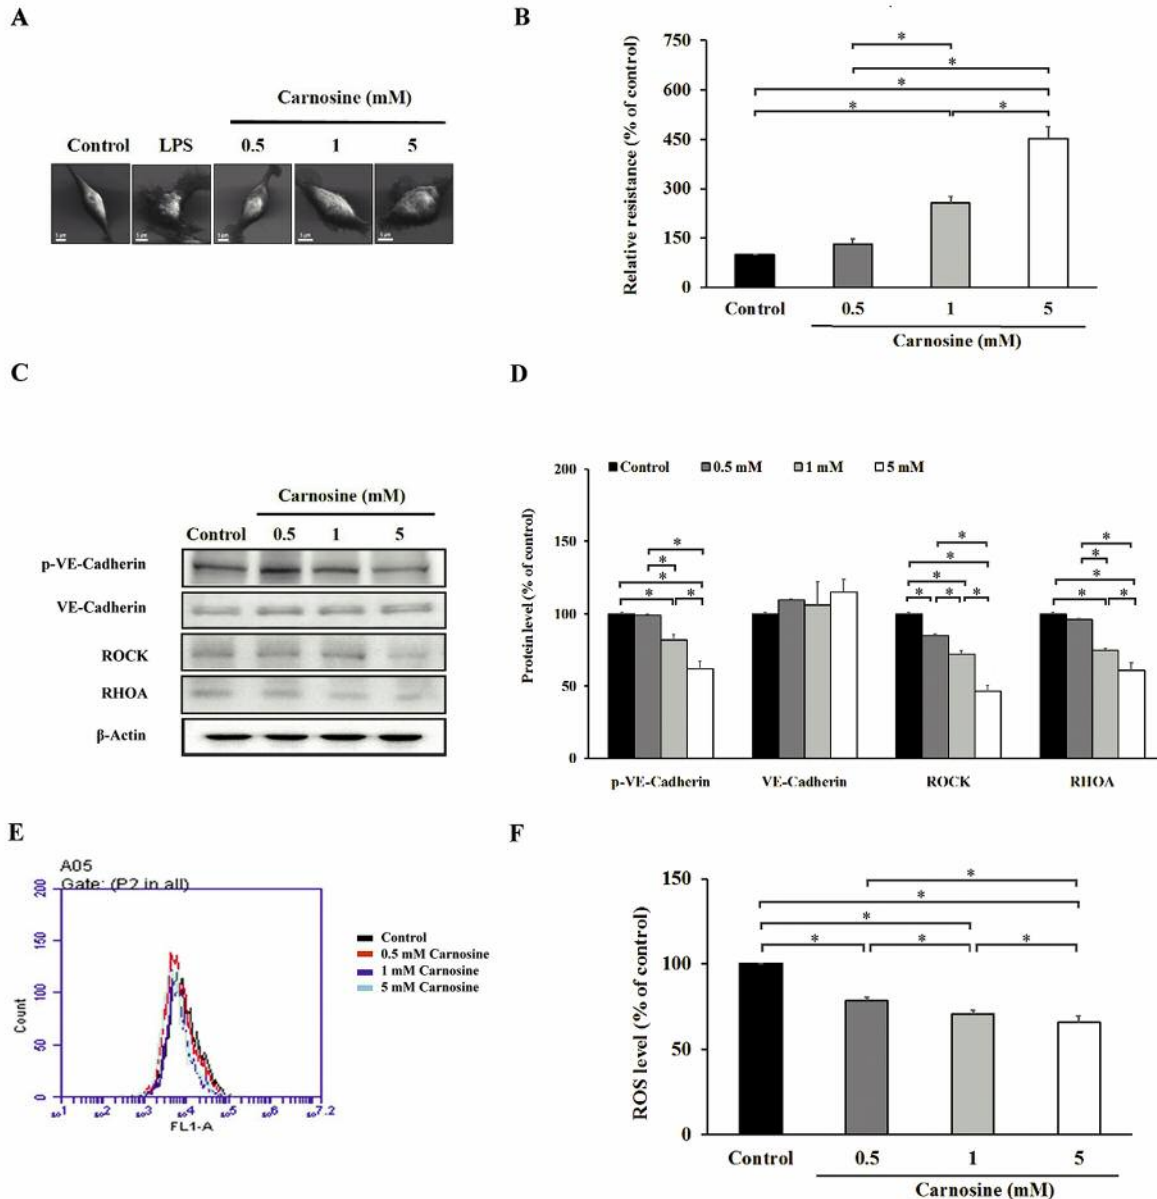 A
Carnosine (mM)
Control LPS 0.5 1 5
B
Relative resistance (% of control)
750
600
450
300
150
0
* * * * *
Control 0.5 1 5
Carnosine (mM)
C
Carnosine (mM)
Control 0.5 1 5
p-VE-Cadherin
VE-Cadherin
ROCK
RHOA
β-Actin
D
Protein level (% of control)
200
150
100
50
0
Control 0.5 mM 1 mM 5 mM
* * * * *
* * * * * *
* * * * *
p-VE-Cadherin VE-Cadherin ROCK RHOA
E
A05
Gate: (P2 in all)
Count
200
150
100
50
0
FL1-A
Control
0.5 mM Carnosine
1 mM Carnosine
5 mM Carnosine
F
ROS level (% of control)
150
100
50
0
* * * * * *
Control 0.5 1 5
Carnosine (mM)